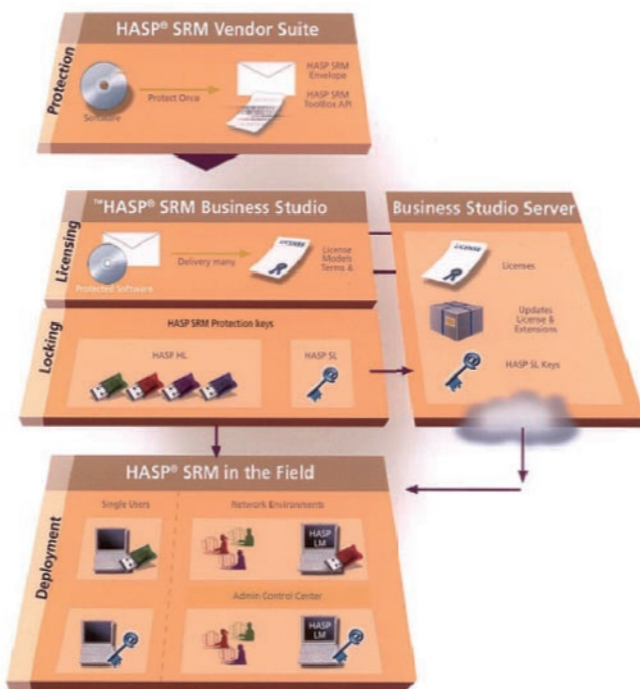 HASP® SRM Vendor Suite
Protection
Software
Protect Once
HASP SRM
Envelope
HASP SRM
ToolBox API
™HASP® SRM Business Studio
Licensing
Protected Software
Delivery many
License
Models
Terms &
Business Studio Server
LICENSE
Licenses
Updates
License &
Extensions
HASP SL Keys
Locking
HASP SRM Protection keys
HASP HL
HASP SL
HASP® SRM in the Field
Deployment
Single Users
Network Environments
HASP
LM
Admin Control Center
HASP
LM